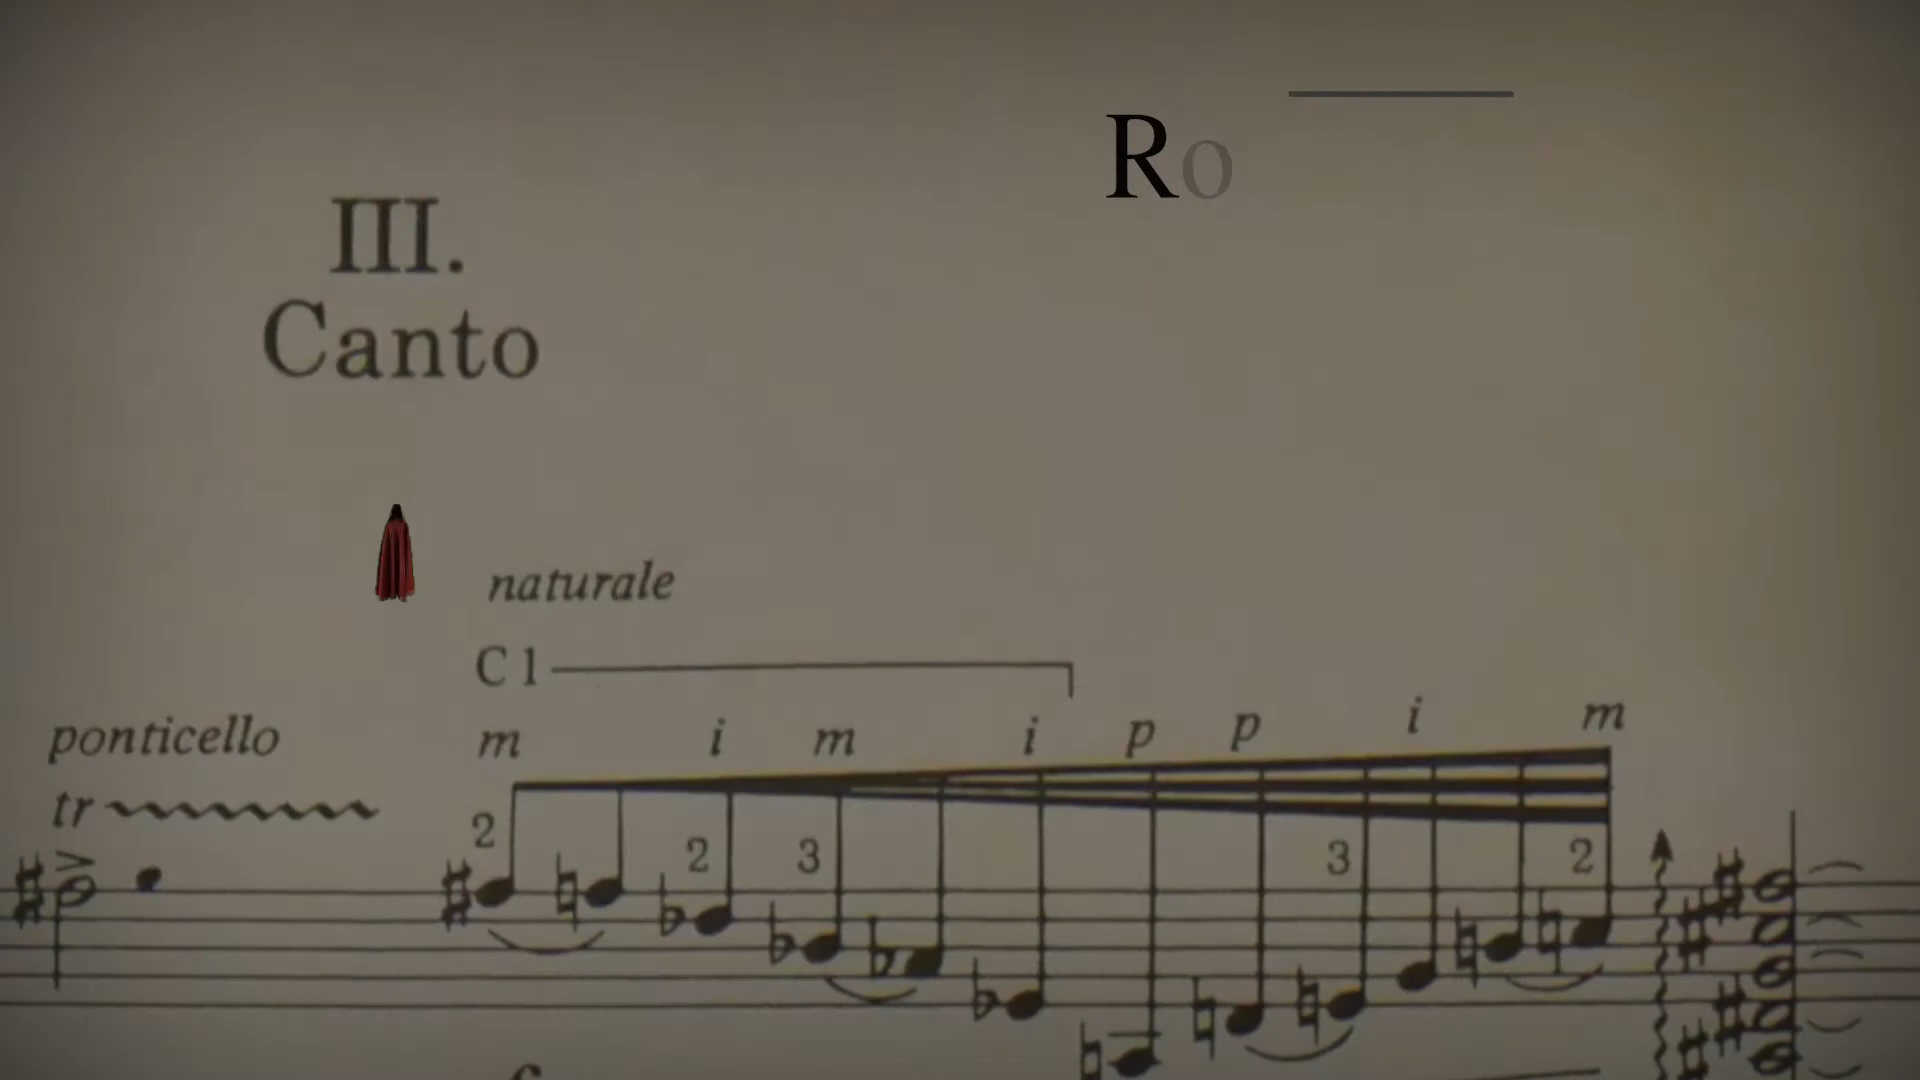 Ro
III.
Canto
naturale
C 1
ponticello
m i m i p p i m
tr
2 2 3 3 2